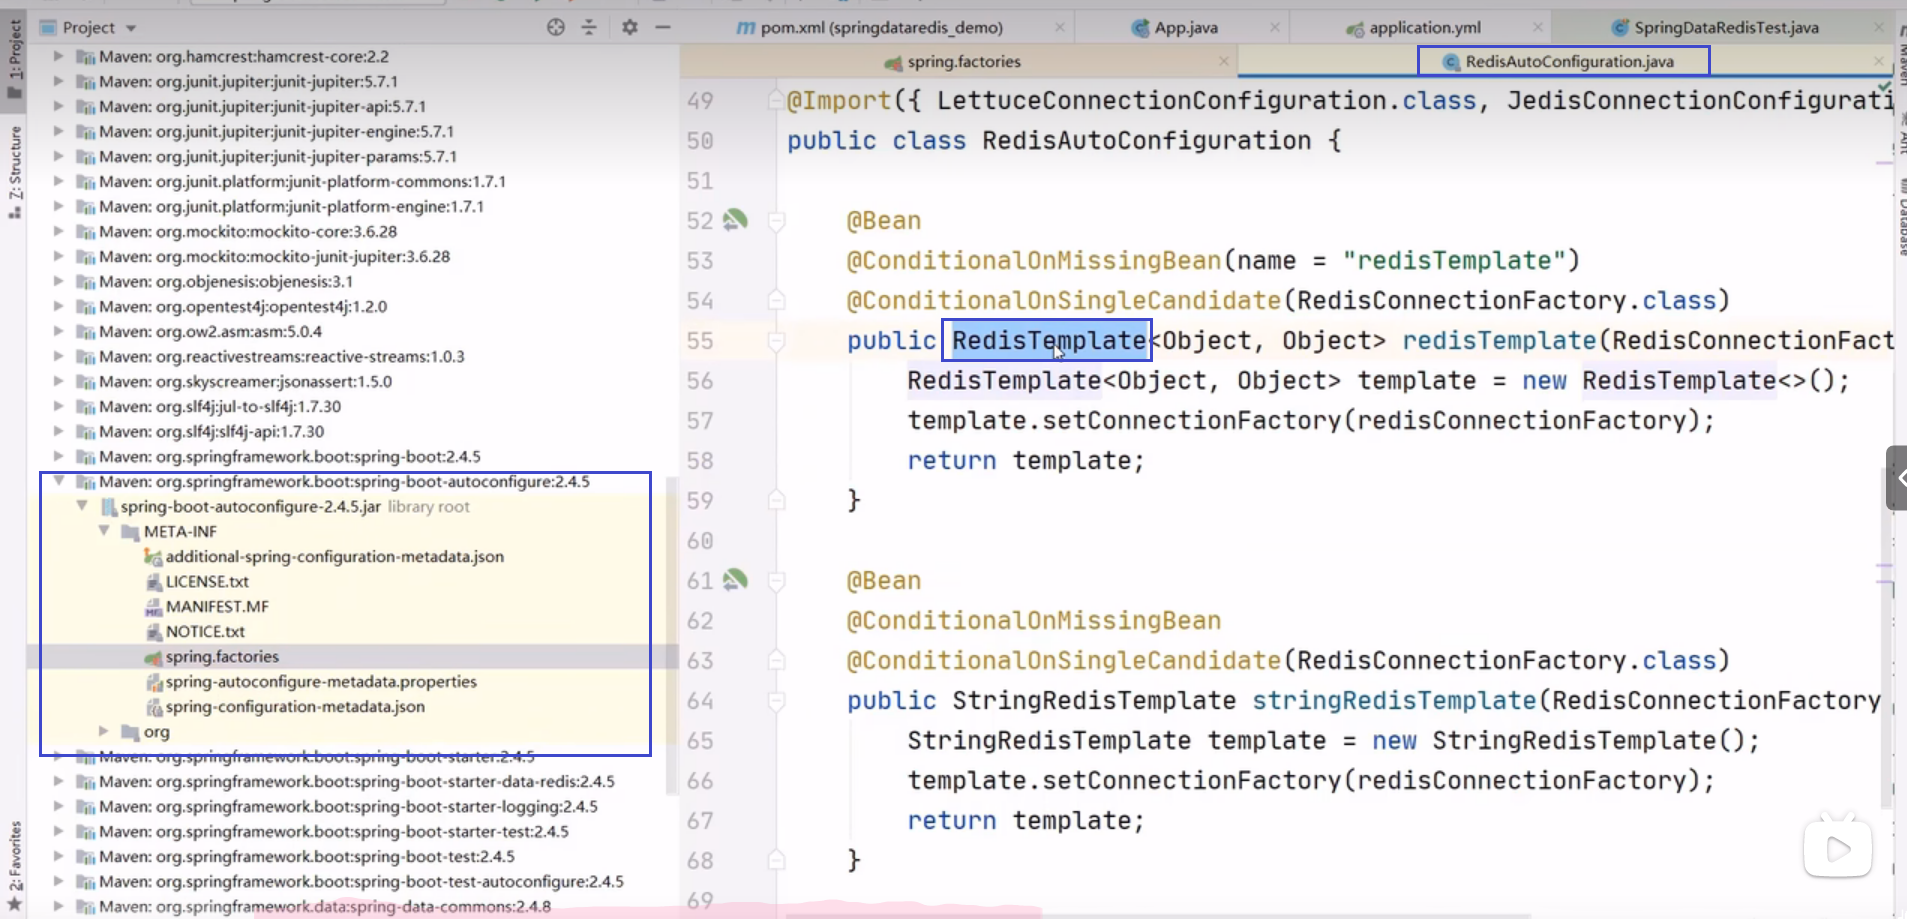 Project
pom.xml (springdataredis_demo)
App.java
application.yml
SpringDataRedisTest.java
spring.factories
RedisAutoConfiguration.java
1: Project
Z: Structure
2: Favorites
Maven
Ant
Database
Maven: org.hamcrest:hamcrest-core:2.2
Maven: org.junit.jupiter:junit-jupiter:5.7.1
Maven: org.junit.jupiter:junit-jupiter-api:5.7.1
Maven: org.junit.jupiter:junit-jupiter-engine:5.7.1
Maven: org.junit.jupiter:junit-jupiter-params:5.7.1
Maven: org.junit.platform:junit-platform-commons:1.7.1
Maven: org.junit.platform:junit-platform-engine:1.7.1
Maven: org.mockito:mockito-core:3.6.28
Maven: org.mockito:mockito-junit-jupiter:3.6.28
Maven: org.objenesis:objenesis:3.1
Maven: org.opentest4j:opentest4j:1.2.0
Maven: org.ow2.asm:asm:5.0.4
Maven: org.reactivestreams:reactive-streams:1.0.3
Maven: org.skyscreamer:jsonassert:1.5.0
Maven: org.slf4j:jul-to-slf4j:1.7.30
Maven: org.slf4j:slf4j-api:1.7.30
Maven: org.springframework.boot:spring-boot:2.4.5
Maven: org.springframework.boot:spring-boot-autoconfigure:2.4.5
spring-boot-autoconfigure-2.4.5.jar library root
META-INF
additional-spring-configuration-metadata.json
LICENSE.txt
MANIFEST.MF
NOTICE.txt
spring.factories
spring-autoconfigure-metadata.properties
spring-configuration-metadata.json
org
Maven: org.springframework.boot:spring-boot-starter:2.4.5
Maven: org.springframework.boot:spring-boot-starter-data-redis:2.4.5
Maven: org.springframework.boot:spring-boot-starter-logging:2.4.5
Maven: org.springframework.boot:spring-boot-starter-test:2.4.5
Maven: org.springframework.boot:spring-boot-test:2.4.5
Maven: org.springframework.boot:spring-boot-test-autoconfigure:2.4.5
Maven: org.springframework.data:spring-data-commons:2.4.8
49 @Import({ LettuceConnectionConfiguration.class, JedisConnectionConfigurati
50 public class RedisAutoConfiguration {
51
52 @Bean
53 @ConditionalOnMissingBean(name = "redisTemplate")
54 @ConditionalOnSingleCandidate(RedisConnectionFactory.class)
55 public RedisTemplate<Object, Object> redisTemplate(RedisConnectionFact
56 RedisTemplate<Object, Object> template = new RedisTemplate<>();
57 template.setConnectionFactory(redisConnectionFactory);
58 return template;
59 }
60
61 @Bean
62 @ConditionalOnMissingBean
63 @ConditionalOnSingleCandidate(RedisConnectionFactory.class)
64 public StringRedisTemplate stringRedisTemplate(RedisConnectionFactory
65 StringRedisTemplate template = new StringRedisTemplate();
66 template.setConnectionFactory(redisConnectionFactory);
67 return template;
68 }
69